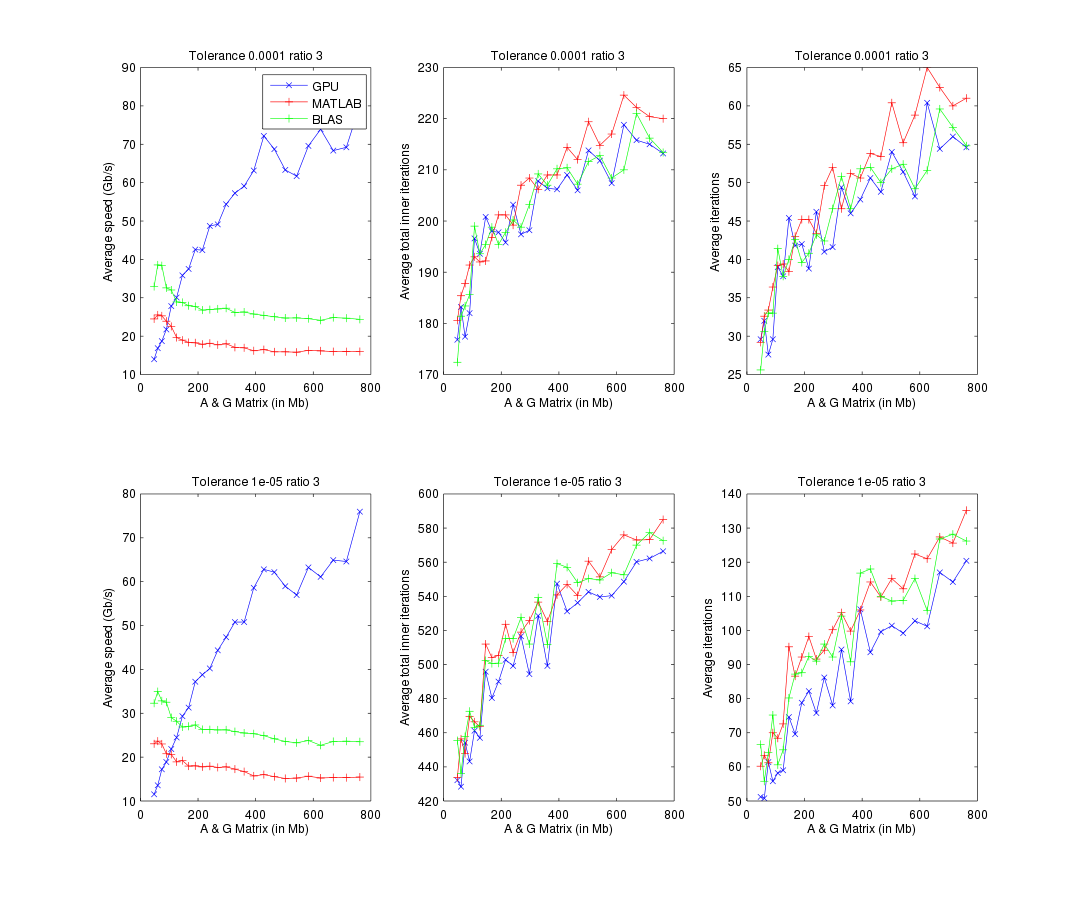 Tolerance 0.0001 ratio 3
90
80
70
60
50
40
30
20
10
0 200 400 600 800
Average speed (Gb/s)
A & G Matrix (in Mb)
GPU
MATLAB
BLAS
Tolerance 0.0001 ratio 3
230
220
210
200
190
180
170
0 200 400 600 800
Average total inner iterations
A & G Matrix (in Mb)
Tolerance 0.0001 ratio 3
65
60
55
50
45
40
35
30
25
0 200 400 600 800
Average iterations
A & G Matrix (in Mb)
Tolerance 1e-05 ratio 3
80
70
60
50
40
30
20
10
0 200 400 600 800
Average speed (Gb/s)
A & G Matrix (in Mb)
Tolerance 1e-05 ratio 3
600
580
560
540
520
500
480
460
440
420
0 200 400 600 800
Average total inner iterations
A & G Matrix (in Mb)
Tolerance 1e-05 ratio 3
140
130
120
110
100
90
80
70
60
50
0 200 400 600 800
Average iterations
A & G Matrix (in Mb)